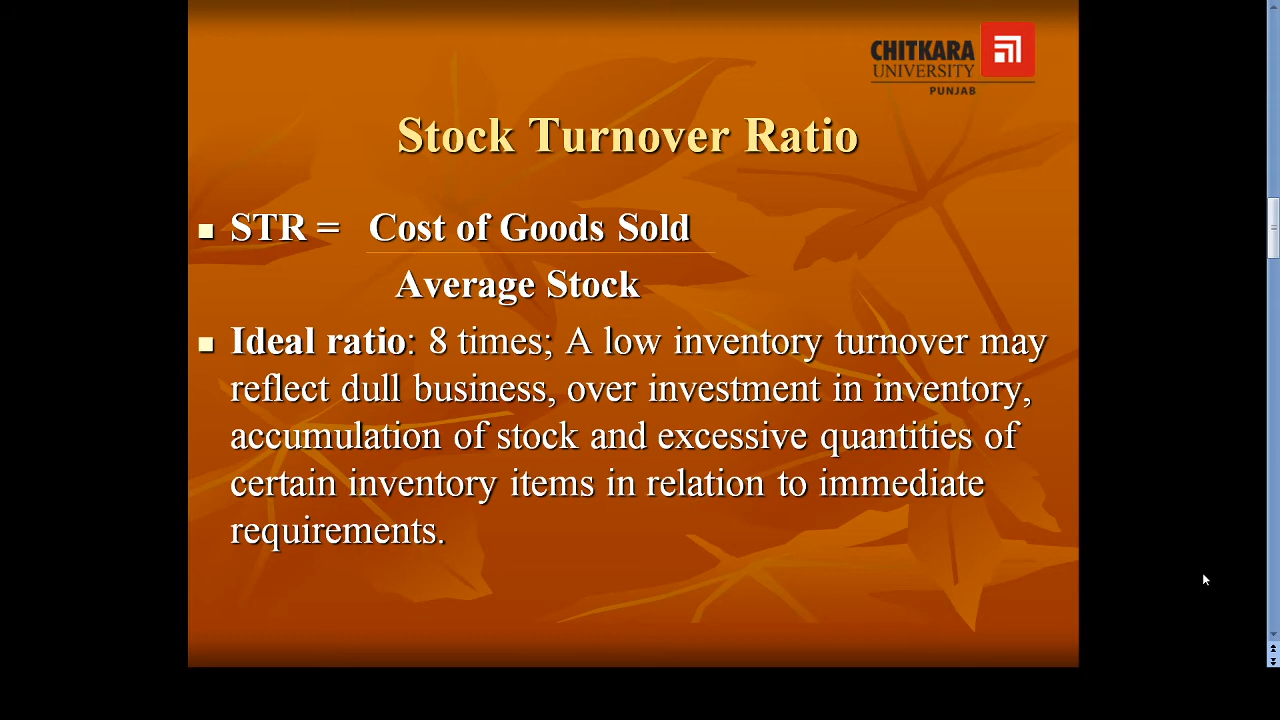 CHITKARA
UNIVERSITY
PUNJAB
Stock Turnover Ratio
STR = Cost of Goods Sold
Average Stock
Ideal ratio: 8 times; A low inventory turnover may
reflect dull business, over investment in inventory,
accumulation of stock and excessive quantities of
certain inventory items in relation to immediate
requirements.